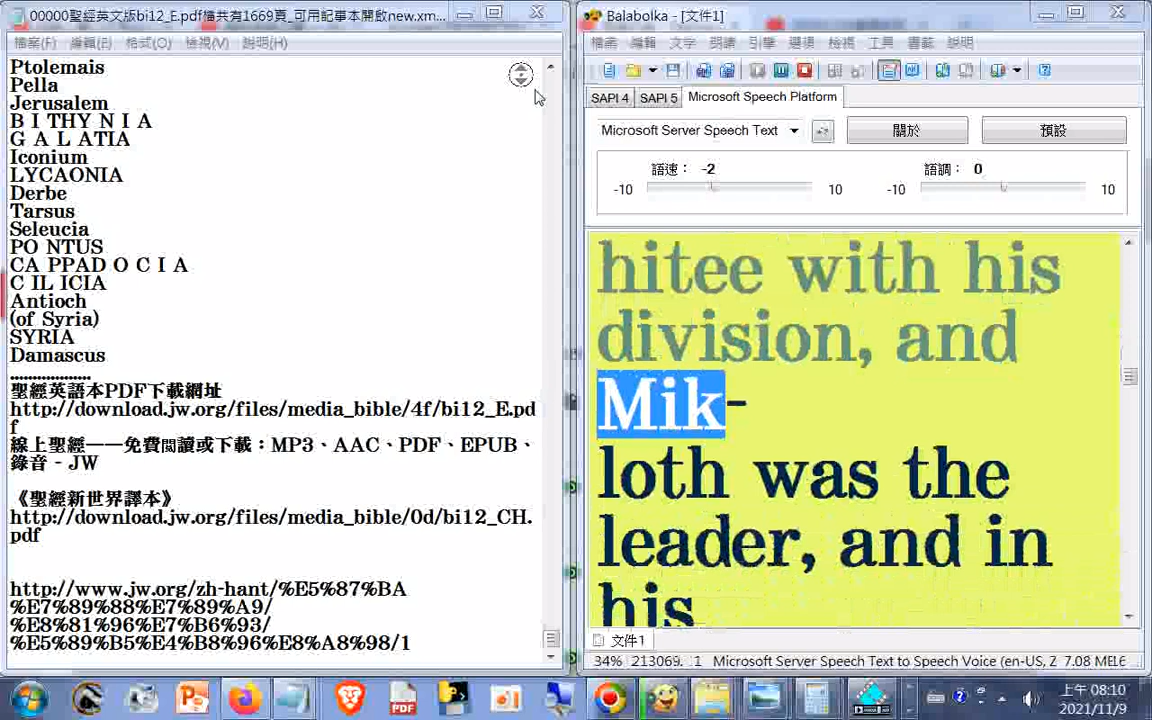 00000聖經英文版bi12_E.pdf檔共有1669頁_可用記事本開啟new.xm...
檔案(F) 編輯(E) 格式(O) 檢視(V) 說明(H)
Ptolemais
Pella
Jerusalem
B I THY N I A
G A L A T I A
Iconium
LYCAONIA
Derbe
Tarsus
Seleucia
PO NTUS
CA PPAD O C I A
C IL ICIA
Antioch
(of Syria)
SYRIA
Damascus
..................
聖經英語本PDF下載網址
http://download.jw.org/files/media_bible/4f/bi12_E.pd
f
線上聖經——免費閱讀或下載：MP3、AAC、PDF、EPUB、
錄音 - JW
《聖經新世界譯本》
http://download.jw.org/files/media_bible/0d/bi12_CH.
pdf
http://www.jw.org/zh-hant/%E5%87%BA
%E7%89%88%E7%89%A9/
%E8%81%96%E7%B6%93/
%E5%89%B5%E4%B8%96%E8%A8%98/1
Balabolka - [文件1]
檔案 編輯 文字 朗讀 引擎 選項 檢視 工具 書籤 說明
SAPI 4 SAPI 5 Microsoft Speech Platform
Microsoft Server Speech Text 關於 預設
語速： -2 語調： 0
-10 10 -10 10
hitee with his
division, and
Mik-
loth was the
leader, and in
his
文件1
34% 213069: 1 Microsoft Server Speech Text to Speech Voice (en-US, Z 7.08 МБ
上午 08:10
2021/11/9